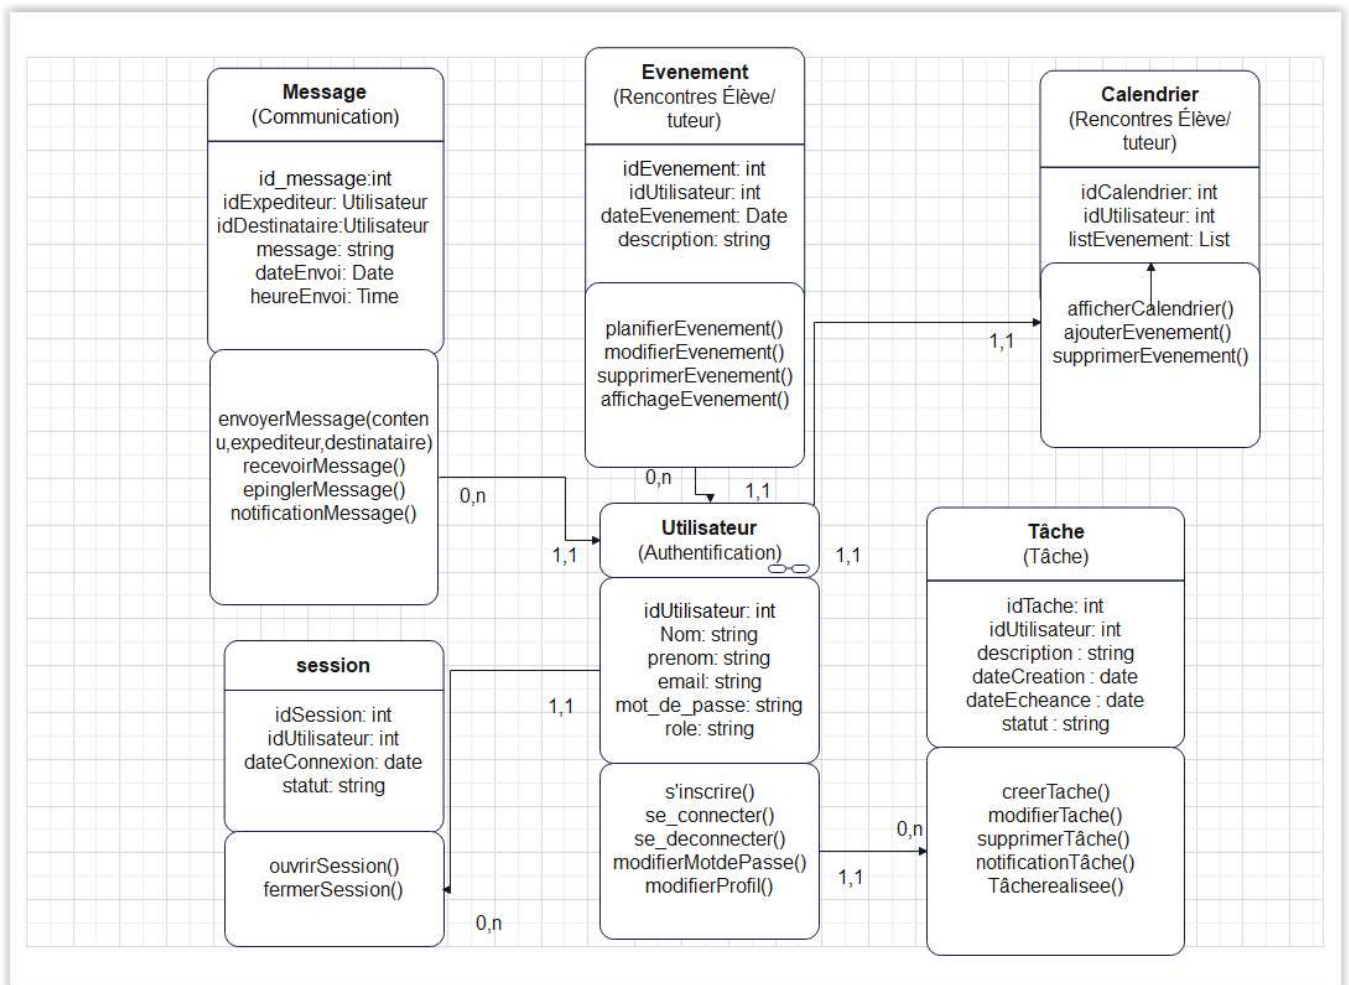 Message
(Communication)
id_message:int
idExpediteur: Utilisateur
idDestinataire:Utilisateur
message: string
dateEnvoi: Date
heureEnvoi: Time
envoyerMessage(conten
u,expediteur,destinataire)
recevoirMessage()
epinglerMessage()
notificationMessage()
0,n
1,1
Evenement
(Rencontres Élève/
tuteur)
idEvenement: int
idUtilisateur: int
dateEvenement: Date
description: string
planifierEvenement()
modifierEvenement()
supprimerEvenement()
affichageEvenement()
0,n
1,1
Calendrier
(Rencontres Élève/
tuteur)
idCalendrier: int
idUtilisateur: int
listEvenement: List
afficherCalendrier()
ajouterEvenement()
supprimerEvenement()
1,1
1,1
Utilisateur
(Authentification)
idUtilisateur: int
Nom: string
prenom: string
email: string
mot_de_passe: string
role: string
s'inscrire()
se_connecter()
se_deconnecter()
modifierMotdePasse()
modifierProfil()
session
idSession: int
idUtilisateur: int
dateConnexion: date
statut: string
ouvrirSession()
fermerSession()
1,1
0,n
Tâche
(Tâche)
idTache: int
idUtilisateur: int
description : string
dateCreation : date
dateEcheance : date
statut : string
creerTache()
modifierTache()
supprimerTâche()
notificationTâche()
Tâcherealisee()
0,n
1,1